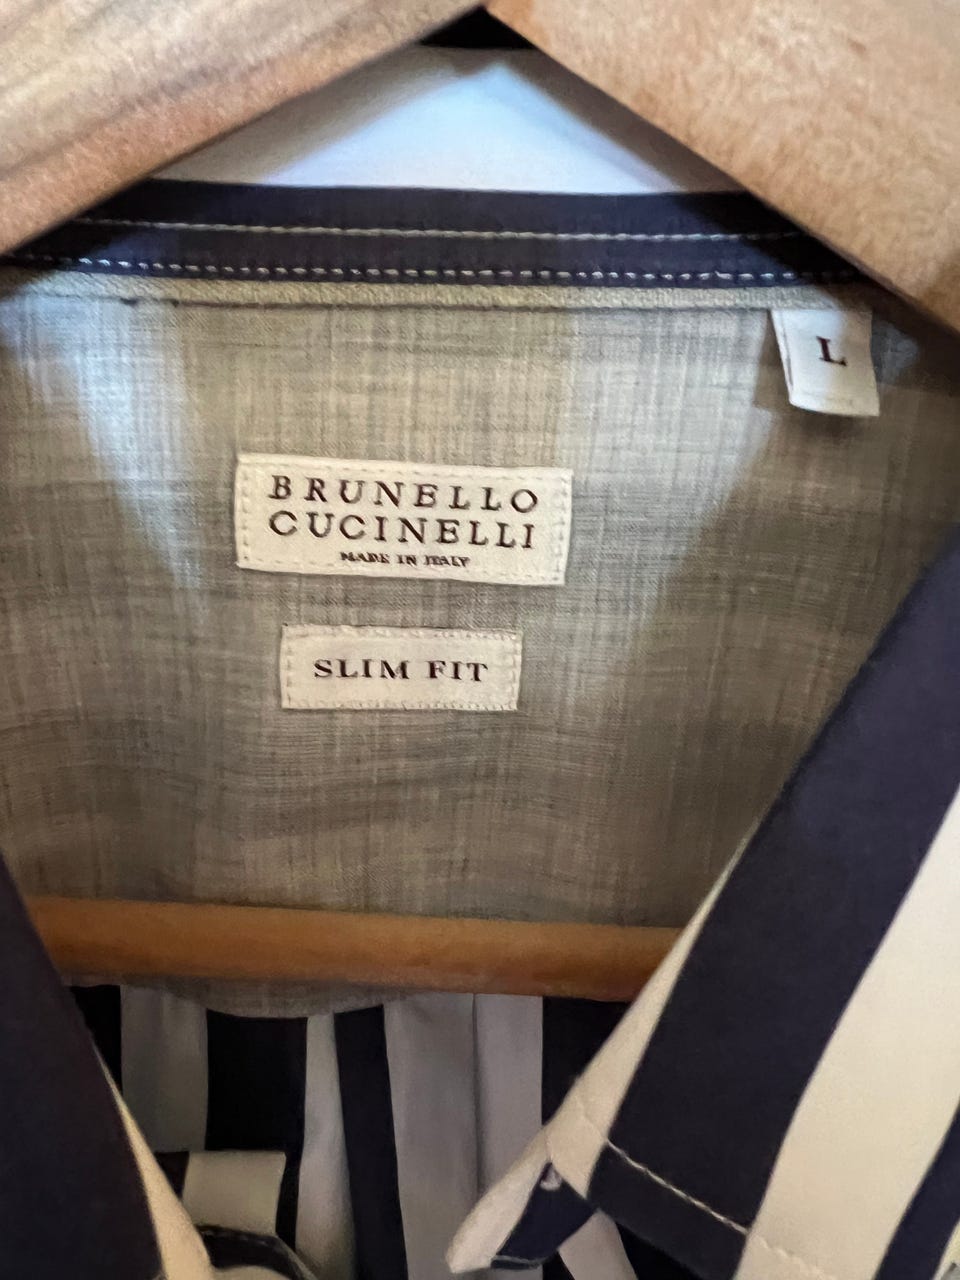 L
BRUNELLO
CUCINELLI
MADE IN ITALY
SLIM FIT